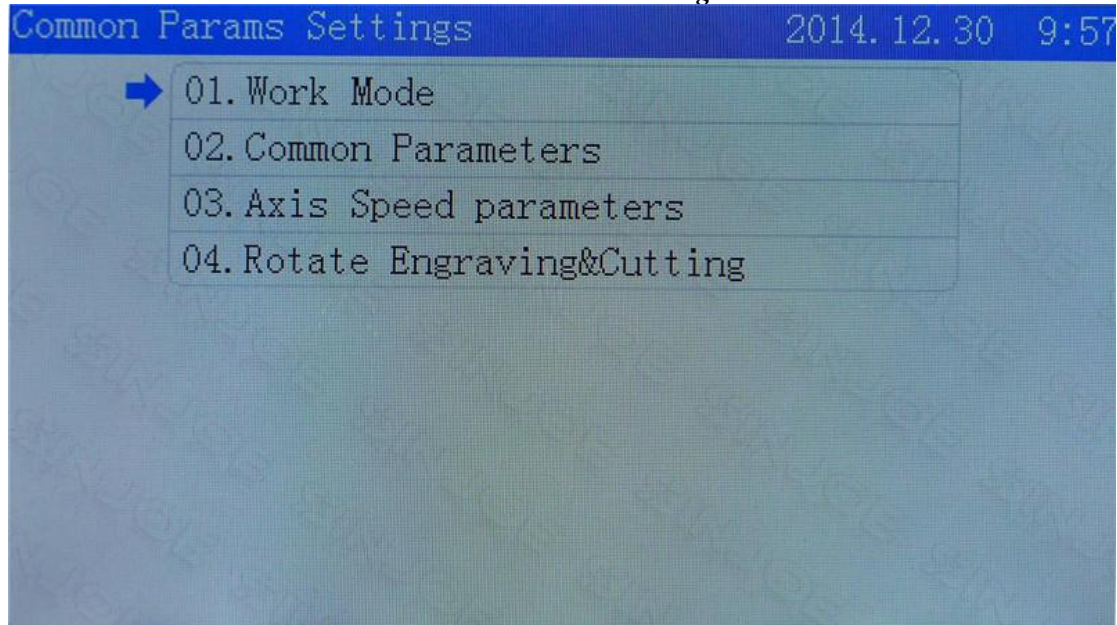 Common Params Settings 2014.12.30 9:57
01.Work Mode
02.Common Parameters
03.Axis Speed parameters
04.Rotate Engraving&Cutting